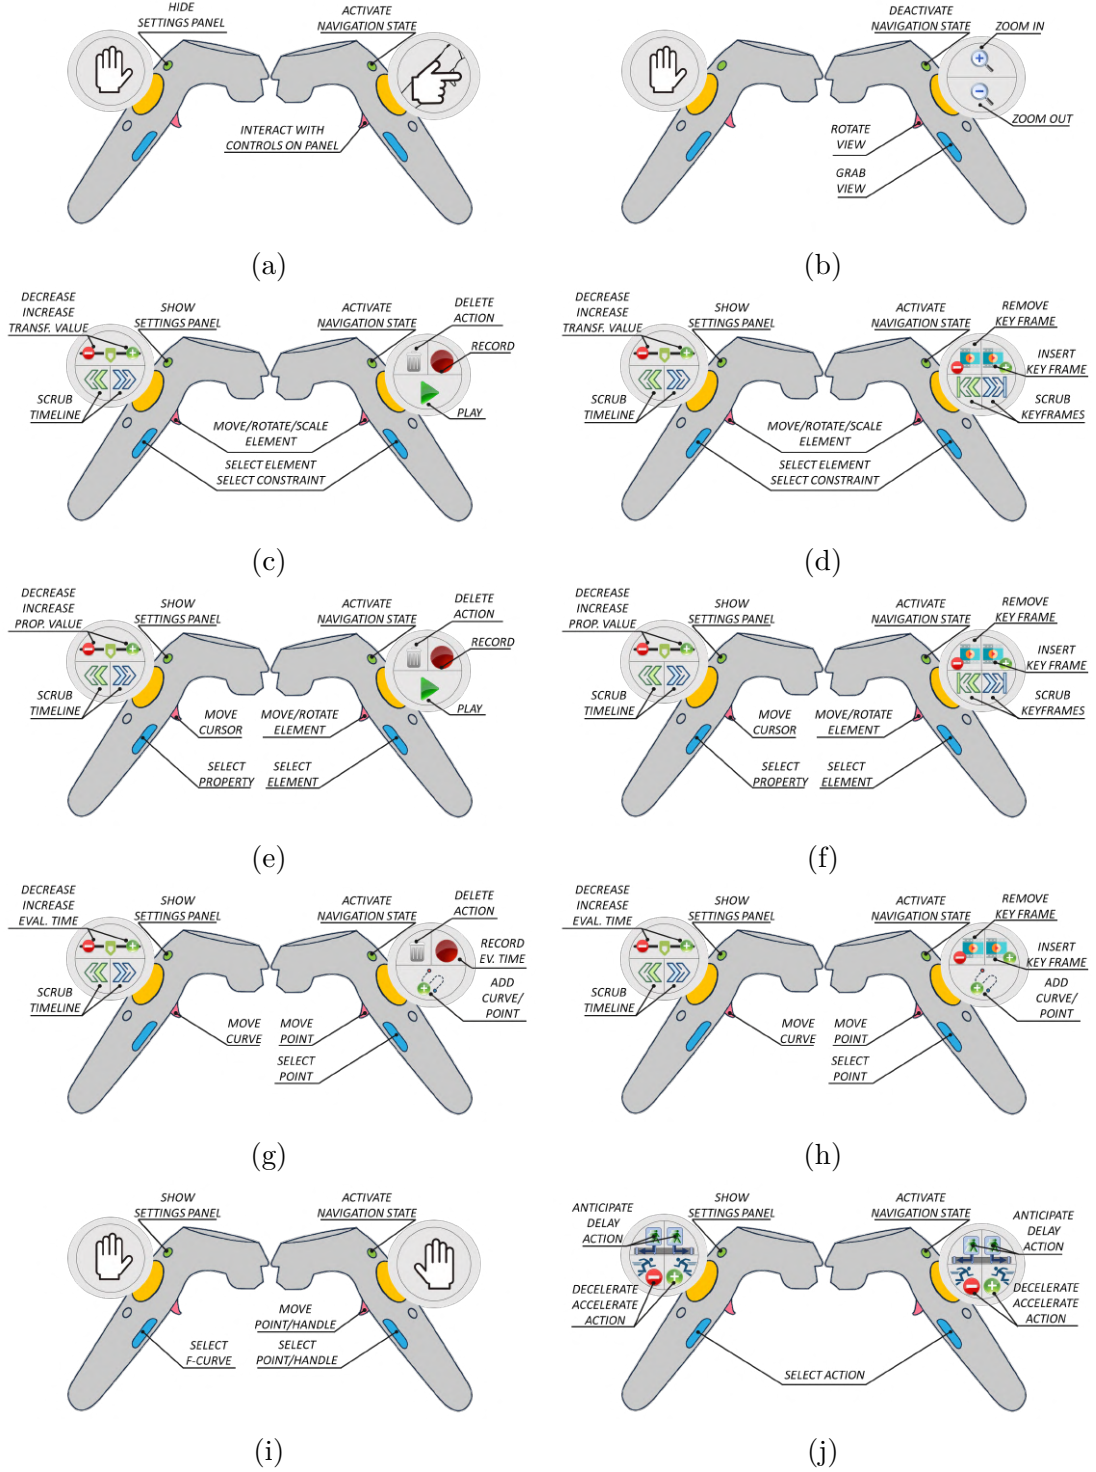 HIDE
SETTINGS PANEL
ACTIVATE
NAVIGATION STATE
INTERACT WITH
CONTROLS ON PANEL
(a)
DEACTIVATE
NAVIGATION STATE
ZOOM IN
ZOOM OUT
ROTATE
VIEW
GRAB
VIEW
(b)
DECREASE
INCREASE
TRANSF. VALUE
SHOW
SETTINGS PANEL
ACTIVATE
NAVIGATION STATE
DELETE
ACTION
RECORD
SCRUB
TIMELINE
PLAY
MOVE/ROTATE/SCALE
ELEMENT
SELECT ELEMENT
SELECT CONSTRAINT
(c)
DECREASE
INCREASE
TRANSF. VALUE
SHOW
SETTINGS PANEL
ACTIVATE
NAVIGATION STATE
REMOVE
KEY FRAME
INSERT
KEY FRAME
SCRUB
TIMELINE
SCRUB
KEYFRAMES
MOVE/ROTATE/SCALE
ELEMENT
SELECT ELEMENT
SELECT CONSTRAINT
(d)
DECREASE
INCREASE
PROP. VALUE
SHOW
SETTINGS PANEL
ACTIVATE
NAVIGATION STATE
DELETE
ACTION
RECORD
SCRUB
TIMELINE
PLAY
MOVE
CURSOR
MOVE/ROTATE
ELEMENT
SELECT
PROPERTY
SELECT
ELEMENT
(e)
DECREASE
INCREASE
PROP. VALUE
SHOW
SETTINGS PANEL
ACTIVATE
NAVIGATION STATE
REMOVE
KEY FRAME
INSERT
KEY FRAME
SCRUB
TIMELINE
SCRUB
KEYFRAMES
MOVE
CURSOR
MOVE/ROTATE
ELEMENT
SELECT
PROPERTY
SELECT
ELEMENT
(f)
DECREASE
INCREASE
EVAL. TIME
SHOW
SETTINGS PANEL
ACTIVATE
NAVIGATION STATE
DELETE
ACTION
RECORD
EV. TIME
SCRUB
TIMELINE
ADD
CURVE/
POINT
MOVE
CURVE
MOVE
POINT
SELECT
POINT
(g)
DECREASE
INCREASE
EVAL. TIME
SHOW
SETTINGS PANEL
ACTIVATE
NAVIGATION STATE
REMOVE
KEY FRAME
INSERT
KEY FRAME
SCRUB
TIMELINE
ADD
CURVE/
POINT
MOVE
CURVE
MOVE
POINT
SELECT
POINT
(h)
SHOW
SETTINGS PANEL
ACTIVATE
NAVIGATION STATE
MOVE
POINT/HANDLE
SELECT
F-CURVE
SELECT
POINT/HANDLE
(i)
ANTICIPATE
DELAY
ACTION
SHOW
SETTINGS PANEL
ACTIVATE
NAVIGATION STATE
ANTICIPATE
DELAY
ACTION
DECELERATE
ACCELERATE
ACTION
DECELERATE
ACCELERATE
ACTION
SELECT ACTION
(j)